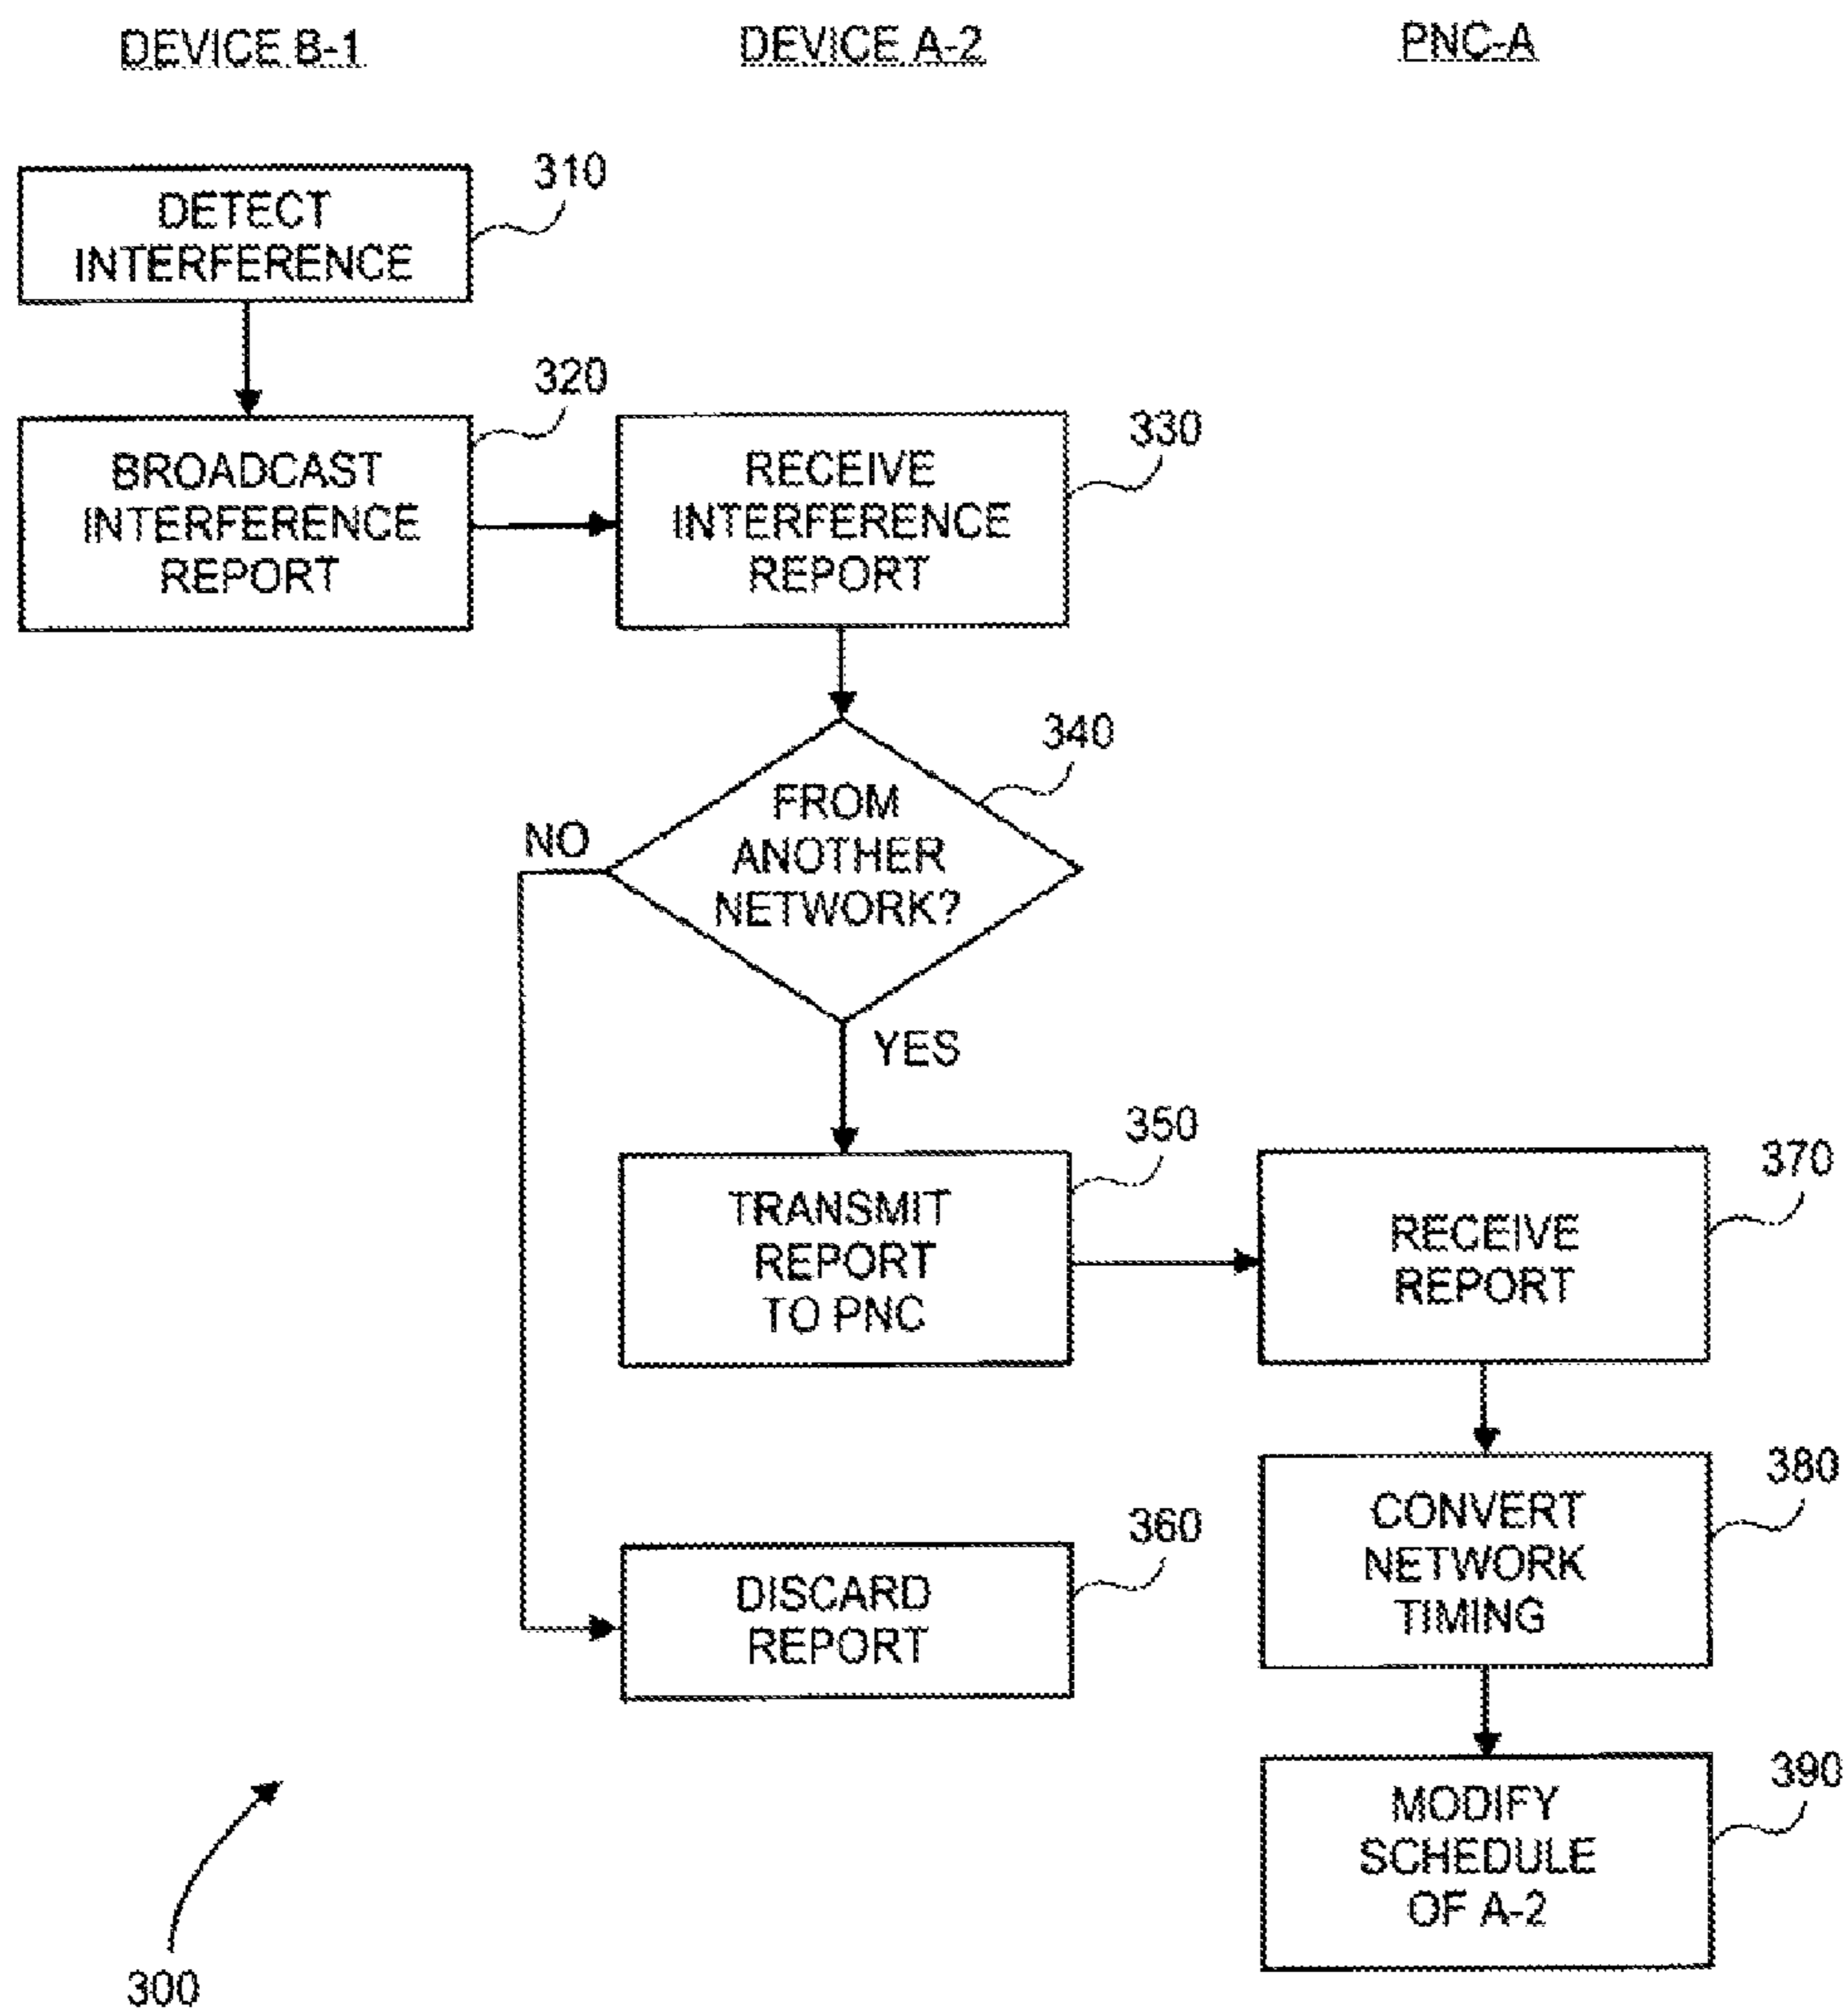 DEVICE B-1
DEVICE A-2
PNC-A
310
DETECT
INTERFERENCE
320
BROADCAST
INTERFERENCE
REPORT
330
RECEIVE
INTERFERENCE
REPORT
340
FROM
ANOTHER
NETWORK?
NO
YES
350
TRANSMIT
REPORT
TO PNC
370
RECEIVE
REPORT
360
DISCARD
REPORT
380
CONVERT
NETWORK
TIMING
390
MODIFY
SCHEDULE
OF A-2
300